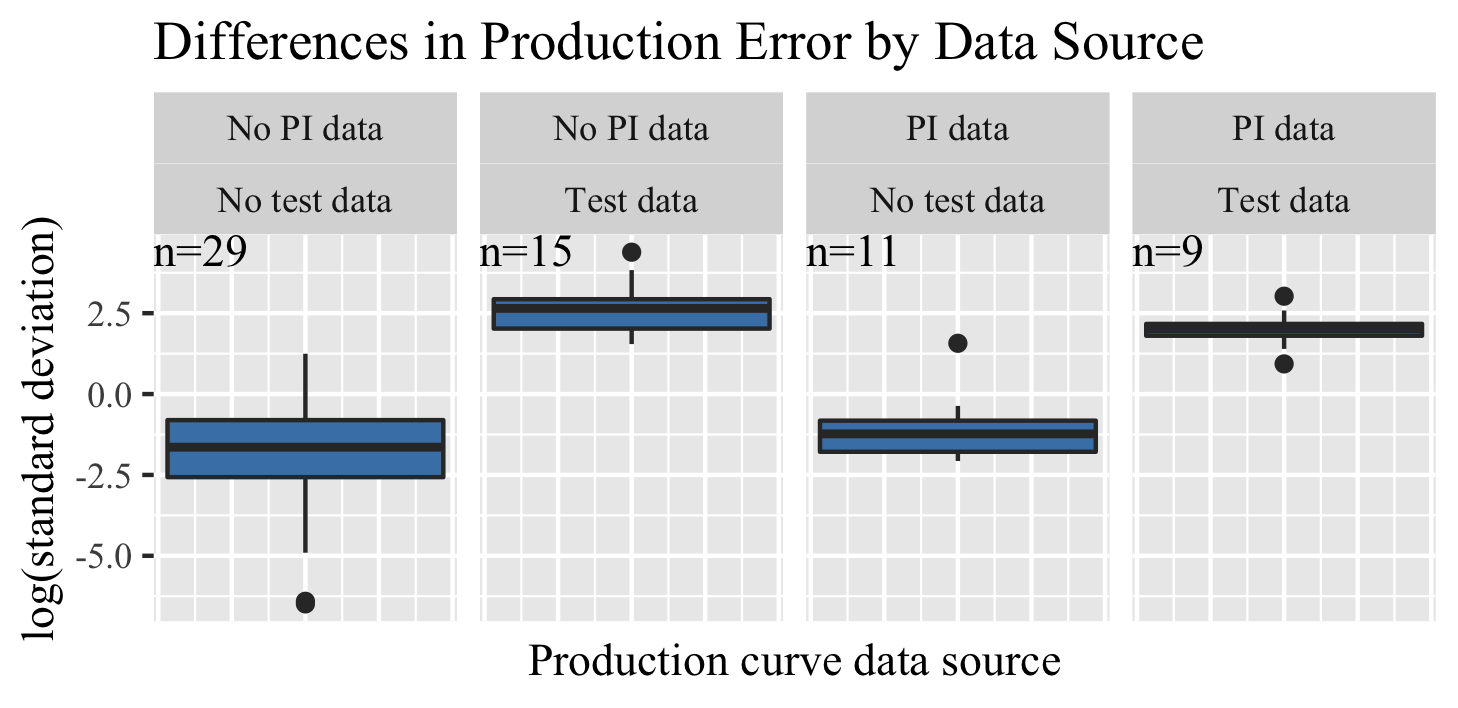 Differences in Production Error by Data Source
No PI data No PI data PI data PI data
No test data Test data No test data Test data
n=29 n=15 n=11 n=9
2.5
0.0
-2.5
-5.0
log(standard deviation)
Production curve data source